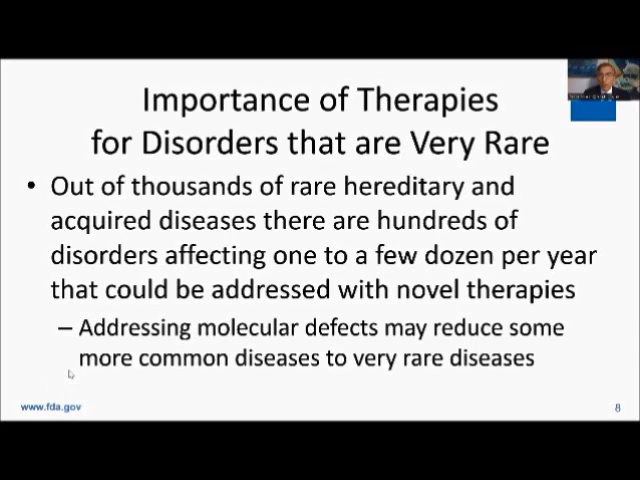 Importance of Therapies
for Disorders that are Very Rare
• Out of thousands of rare hereditary and
acquired diseases there are hundreds of
disorders affecting one to a few dozen per year
that could be addressed with novel therapies
– Addressing molecular defects may reduce some
more common diseases to very rare diseases
www.fda.gov
8